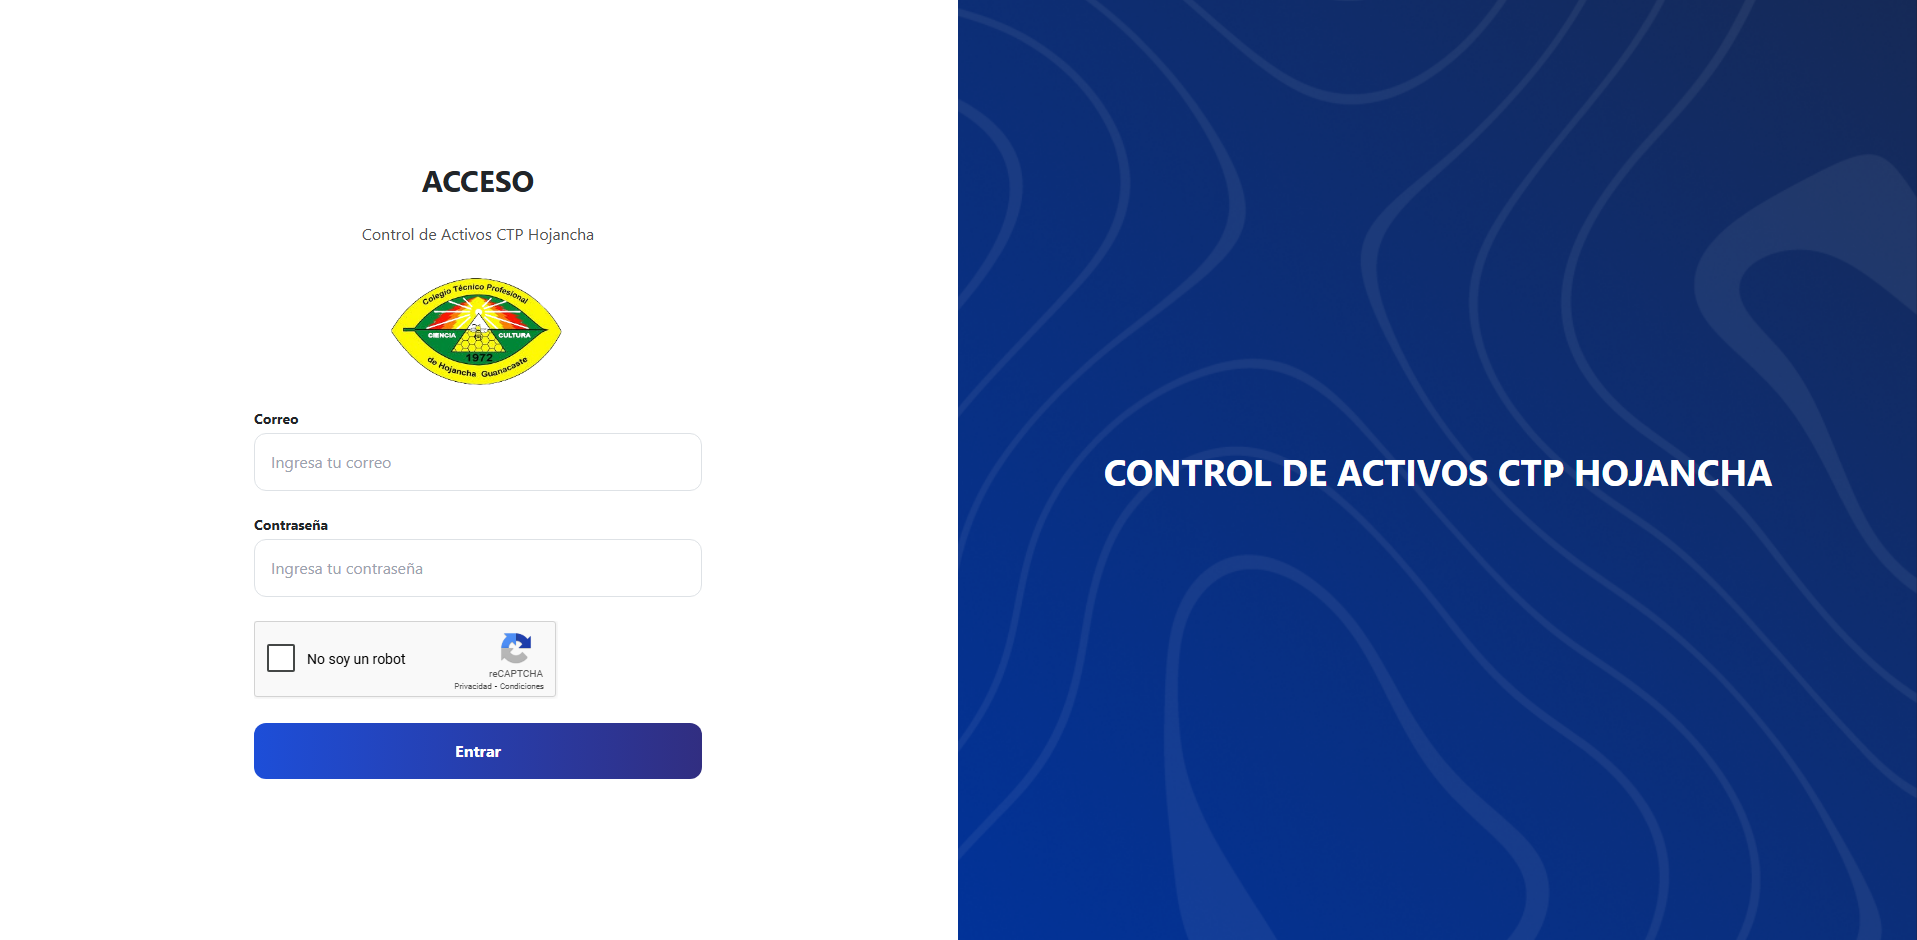 ACCESO
Control de Activos CTP Hojancha
Colegio Técnico Profesional
CIENCIA CULTURA
1972
de Hojancha Guanacaste
Correo
Ingresa tu correo
Contraseña
Ingresa tu contraseña
No soy un robot
reCAPTCHA
Privacidad - Condiciones
Entrar
CONTROL DE ACTIVOS CTP HOJANCHA